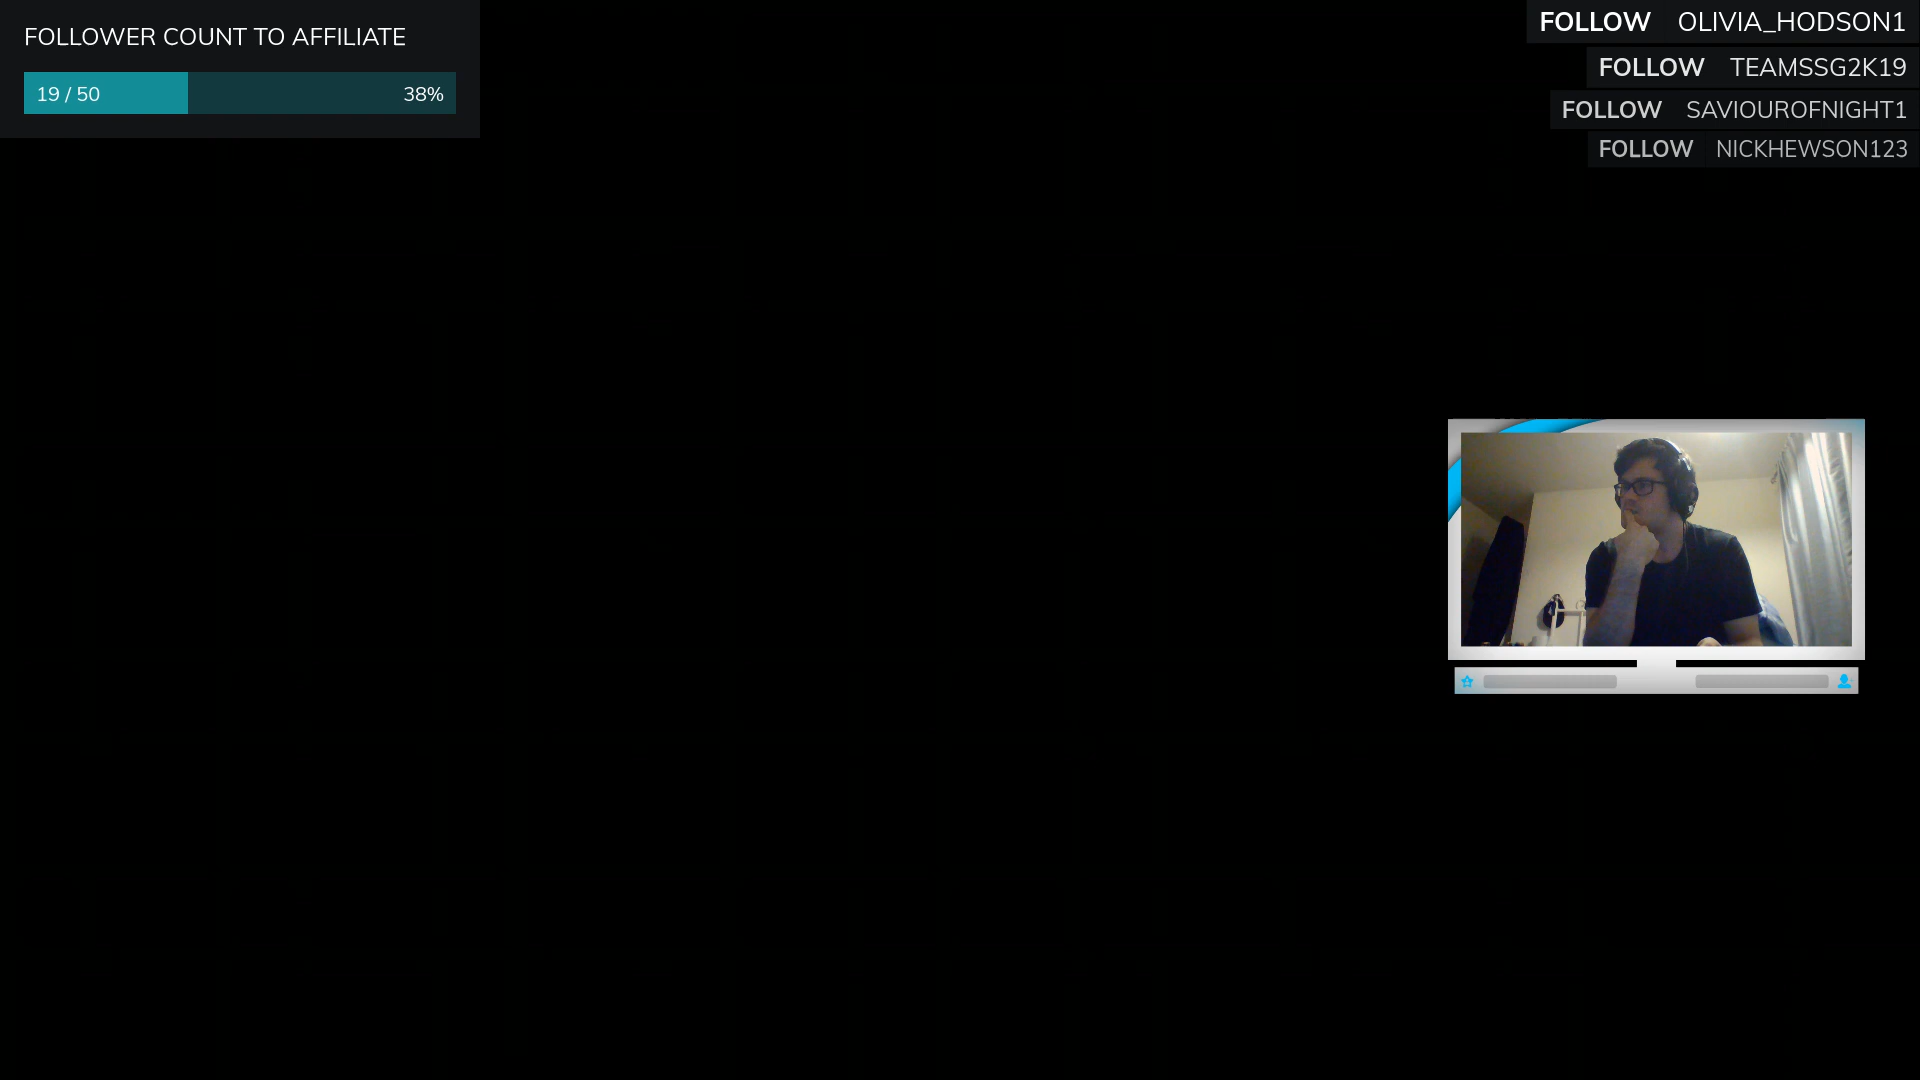 FOLLOWER COUNT TO AFFILIATE
19 / 50 38%
FOLLOW OLIVIA_HODSON1
FOLLOW TEAMSSG2K19
FOLLOW SAVIOUROFNIGHT1
FOLLOW NICKHEWSON123